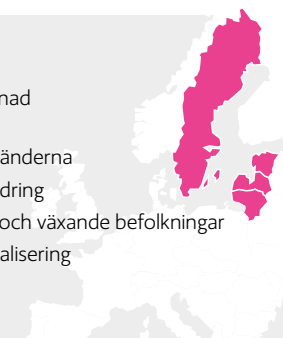 nad
änderna
dring
och växande befolkningar
alisering